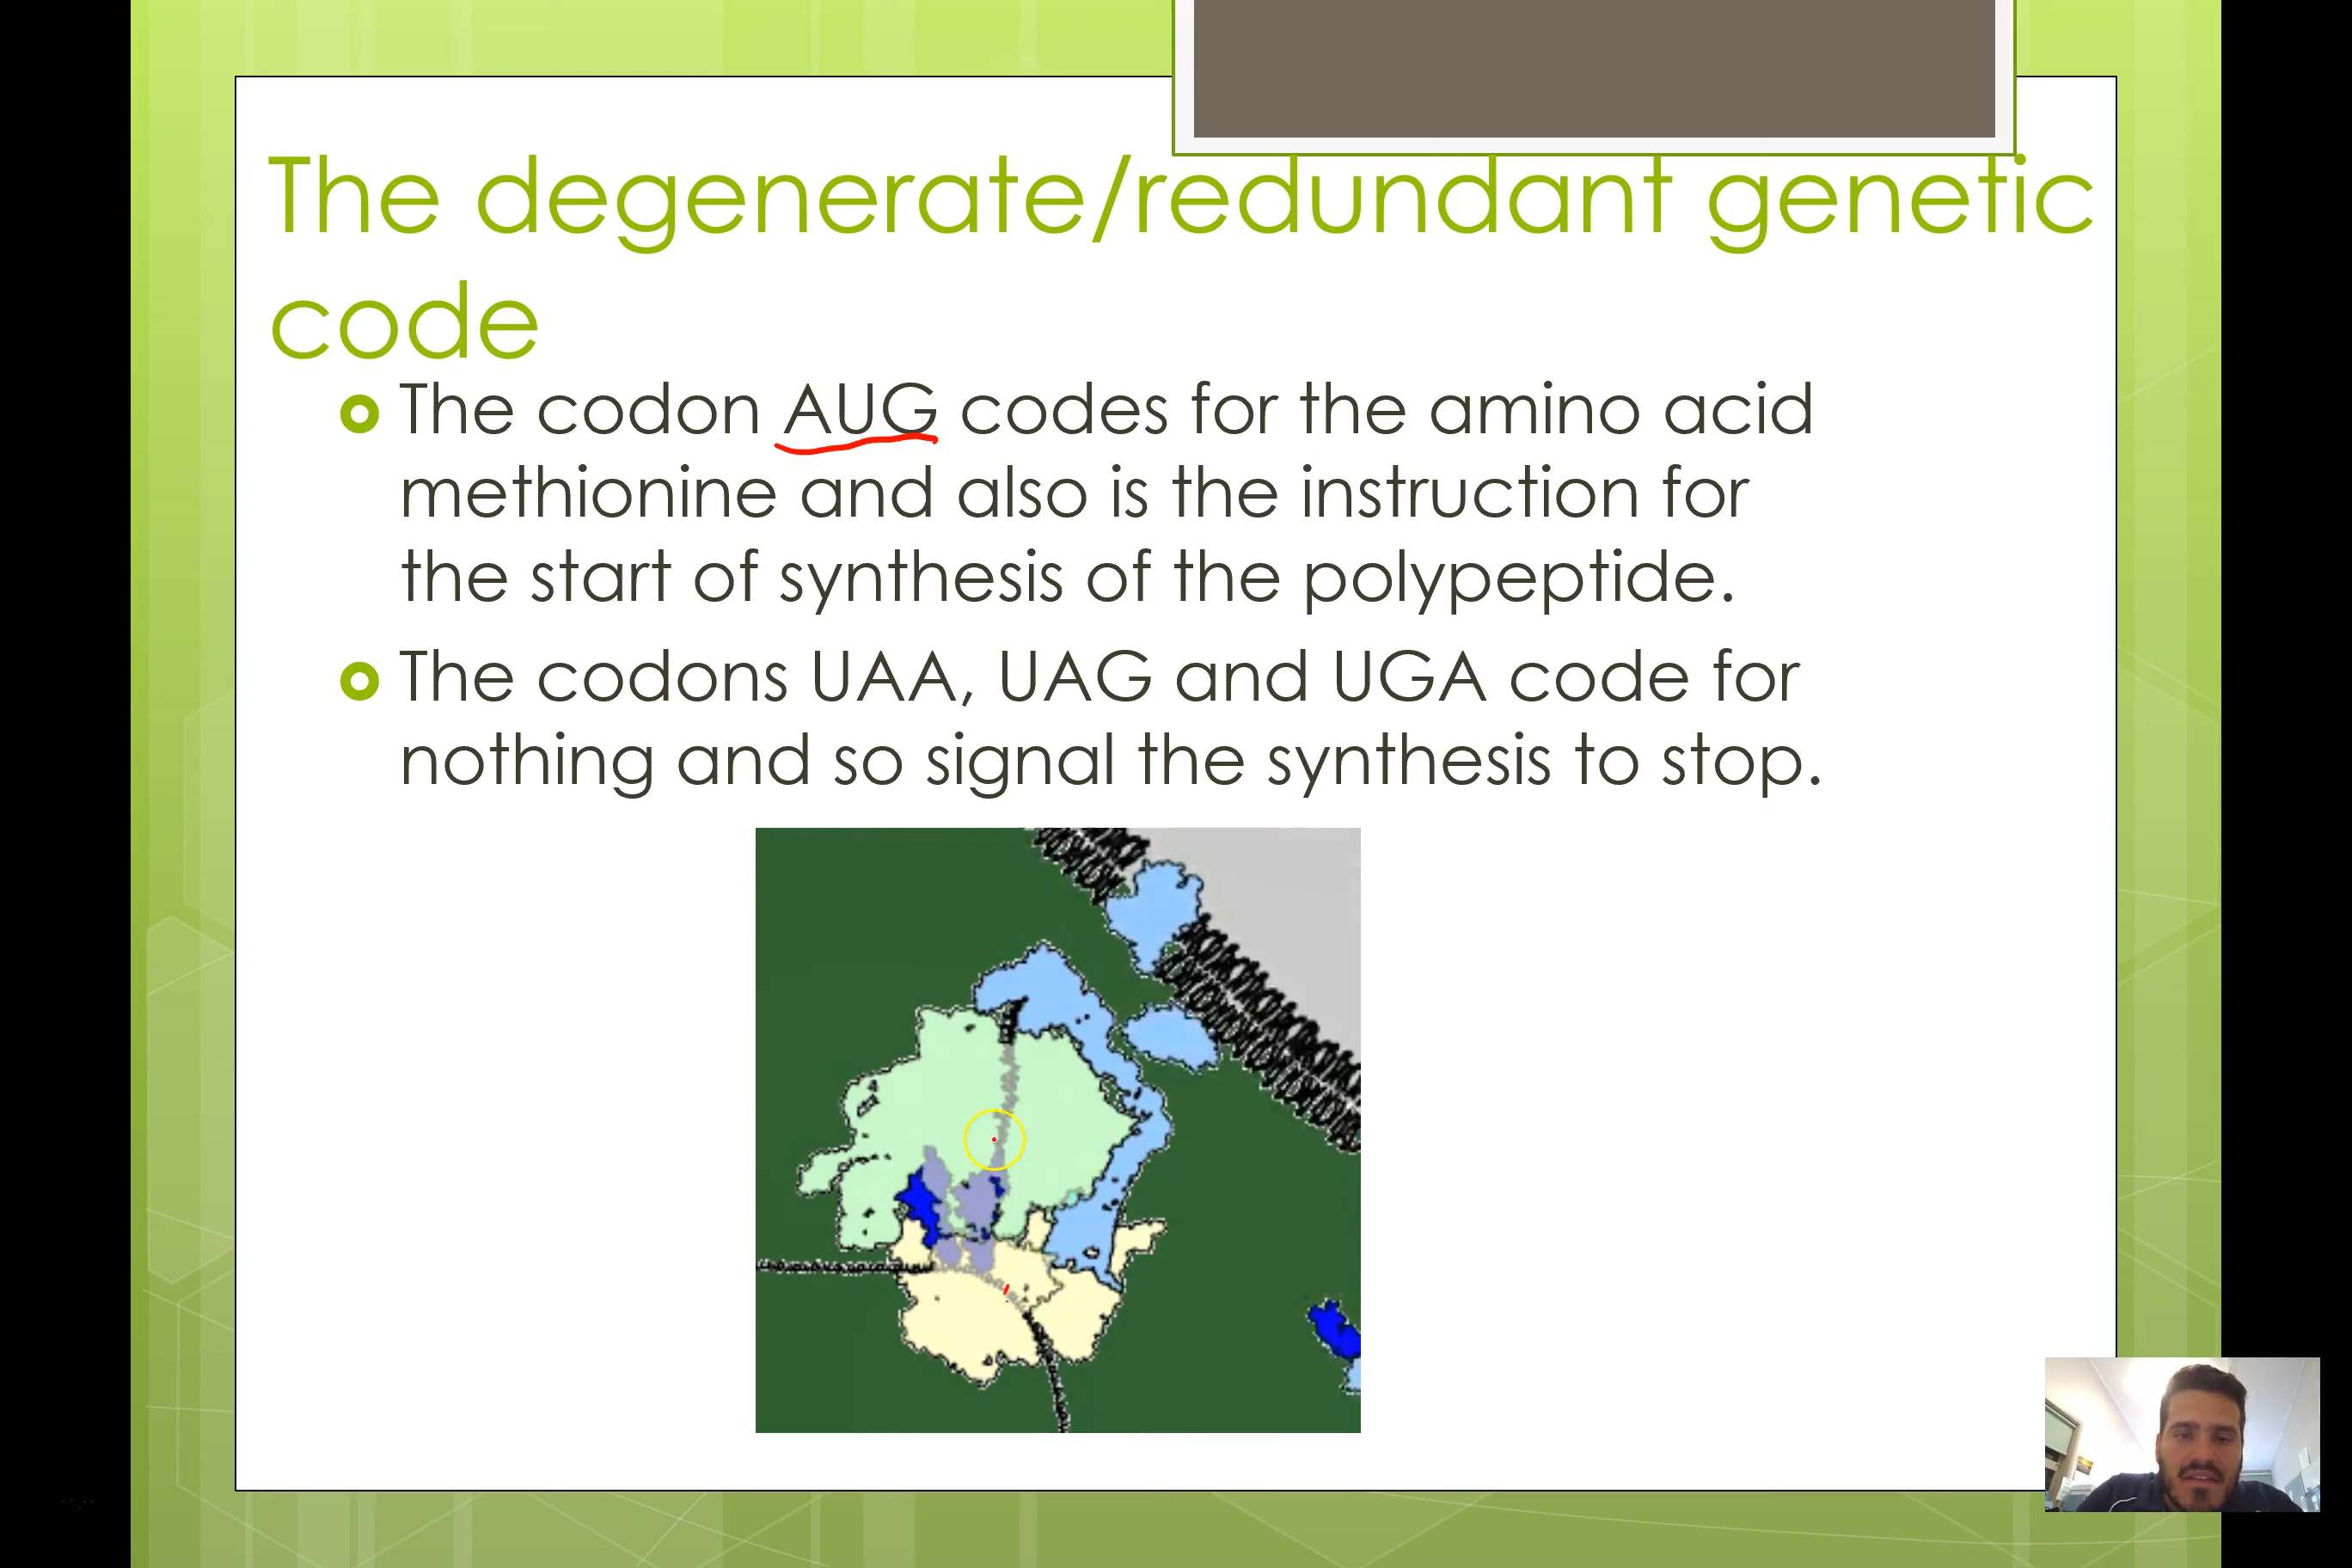 The degenerate/redundant genetic
code
The codon AUG codes for the amino acid
methionine and also is the instruction for
the start of synthesis of the polypeptide.
The codons UAA, UAG and UGA code for
nothing and so signal the synthesis to stop.